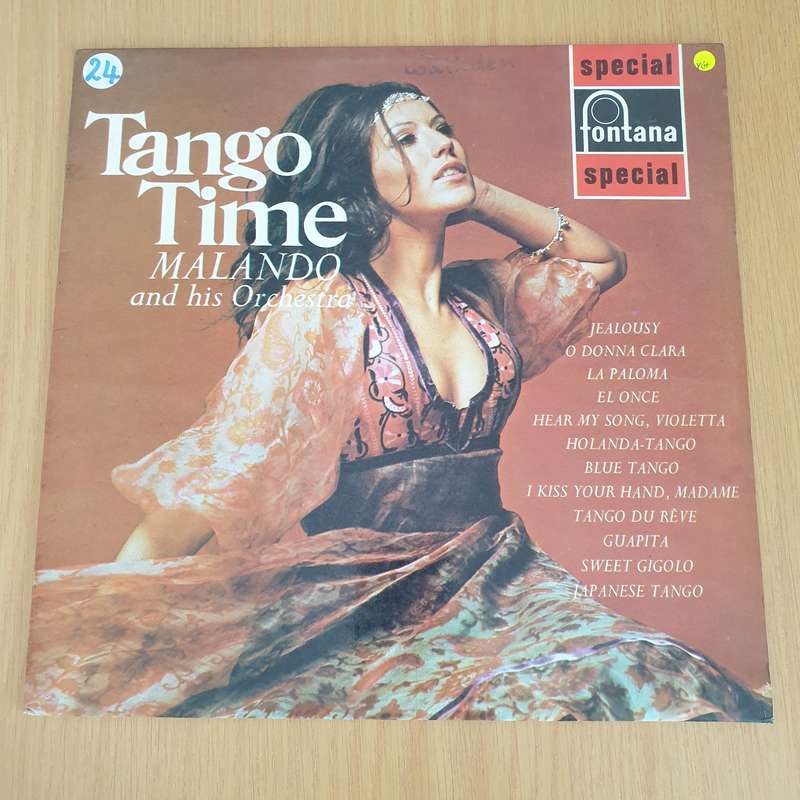 24
Tango
Time
MALANDO
and his Orchestra
special
fontana
special
VG+
JEALOUSY
O DONNA CLARA
LA PALOMA
EL ONCE
HEAR MY SONG, VIOLETTA
HOLANDA-TANGO
BLUE TANGO
I KISS YOUR HAND, MADAME
TANGO DU RÊVE
GUAPITA
SWEET GIGOLO
JAPANESE TANGO